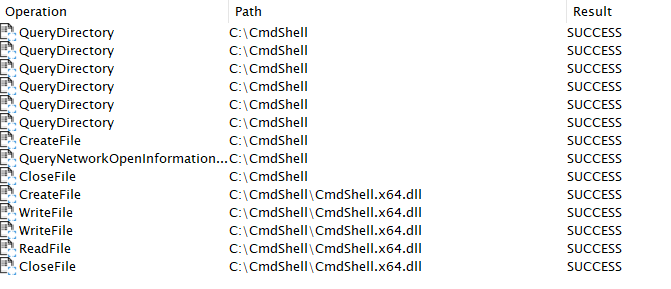 Operation Path Result
QueryDirectory C:\CmdShell SUCCESS
QueryDirectory C:\CmdShell SUCCESS
QueryDirectory C:\CmdShell SUCCESS
QueryDirectory C:\CmdShell SUCCESS
QueryDirectory C:\CmdShell SUCCESS
QueryDirectory C:\CmdShell SUCCESS
CreateFile C:\CmdShell SUCCESS
QueryNetworkOpenInformation... C:\CmdShell SUCCESS
CloseFile C:\CmdShell SUCCESS
CreateFile C:\CmdShell\CmdShell.x64.dll SUCCESS
WriteFile C:\CmdShell\CmdShell.x64.dll SUCCESS
WriteFile C:\CmdShell\CmdShell.x64.dll SUCCESS
ReadFile C:\CmdShell\CmdShell.x64.dll SUCCESS
CloseFile C:\CmdShell\CmdShell.x64.dll SUCCESS